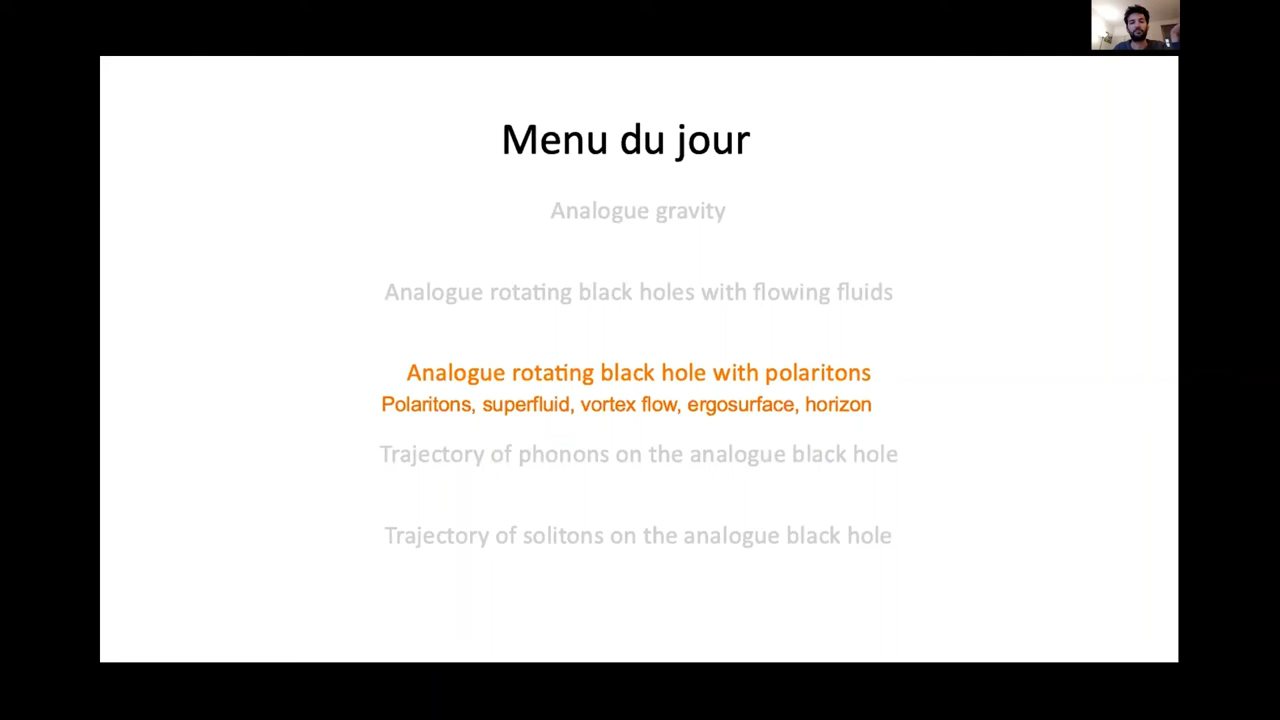 Menu du jour
Analogue gravity
Analogue rotating black holes with flowing fluids
Analogue rotating black hole with polaritons
Polaritons, superfluid, vortex flow, ergosurface, horizon
Trajectory of phonons on the analogue black hole
Trajectory of solitons on the analogue black hole